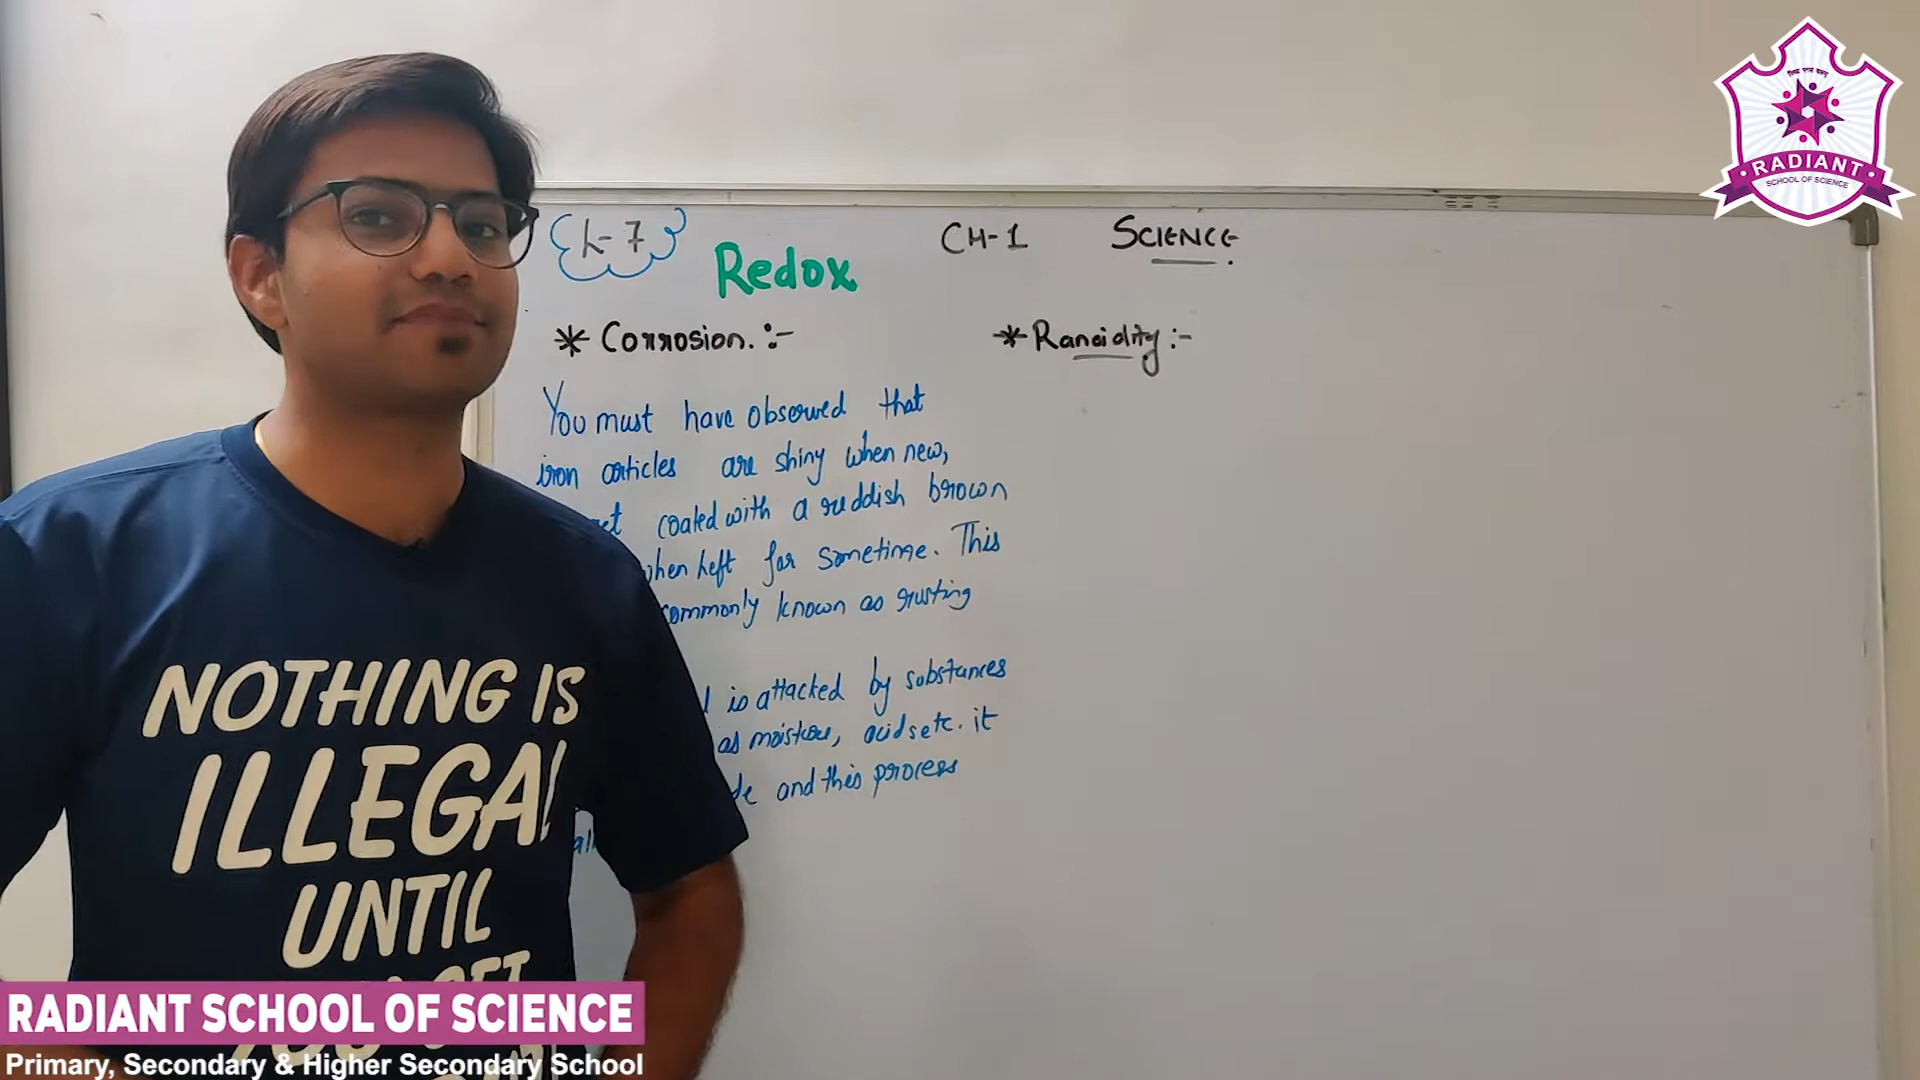 L-7
CH-1 SCIENCE
Redox
* Corrosion :-
You must have observed that
iron articles are shiny when new,
get coated with a reddish brown
when left for sometime. This
commonly known as rusting
is attacked by substances
as moisture, acids etc. it
and this process
* Rancidity :-
NOTHING IS
ILLEGAL
UNTIL
RADIANT
SCHOOL OF SCIENCE
RADIANT SCHOOL OF SCIENCE
Primary, Secondary & Higher Secondary School